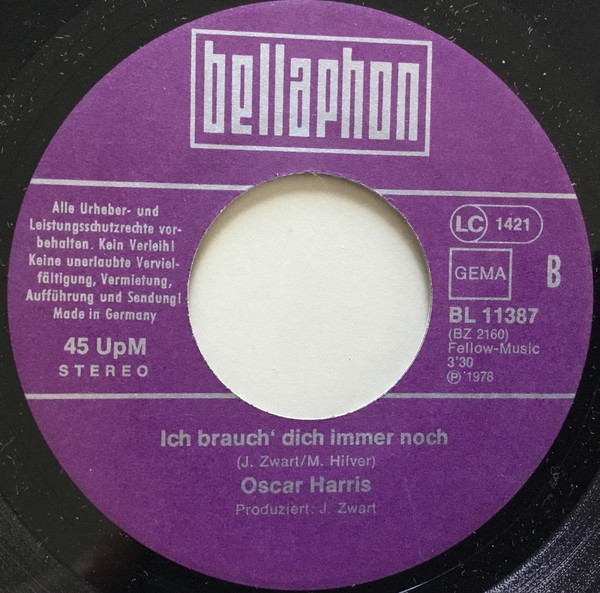 bellaphon
Alle Urheber- und
Leistungsschutzrechte vor-
behalten. Kein Verleih!
Keine unerlaubte Verviel-
fältigung, Vermietung,
Aufführung und Sendung!
Made in Germany
45 UpM
STEREO
LC 1421
GEMA B
BL 11387
(BZ 2160)
Fellow-Music
3'30
Ⓟ 1978
Ich brauch' dich immer noch
(J. Zwart/M. Hilver)
Oscar Harris
Produziert: J. Zwart